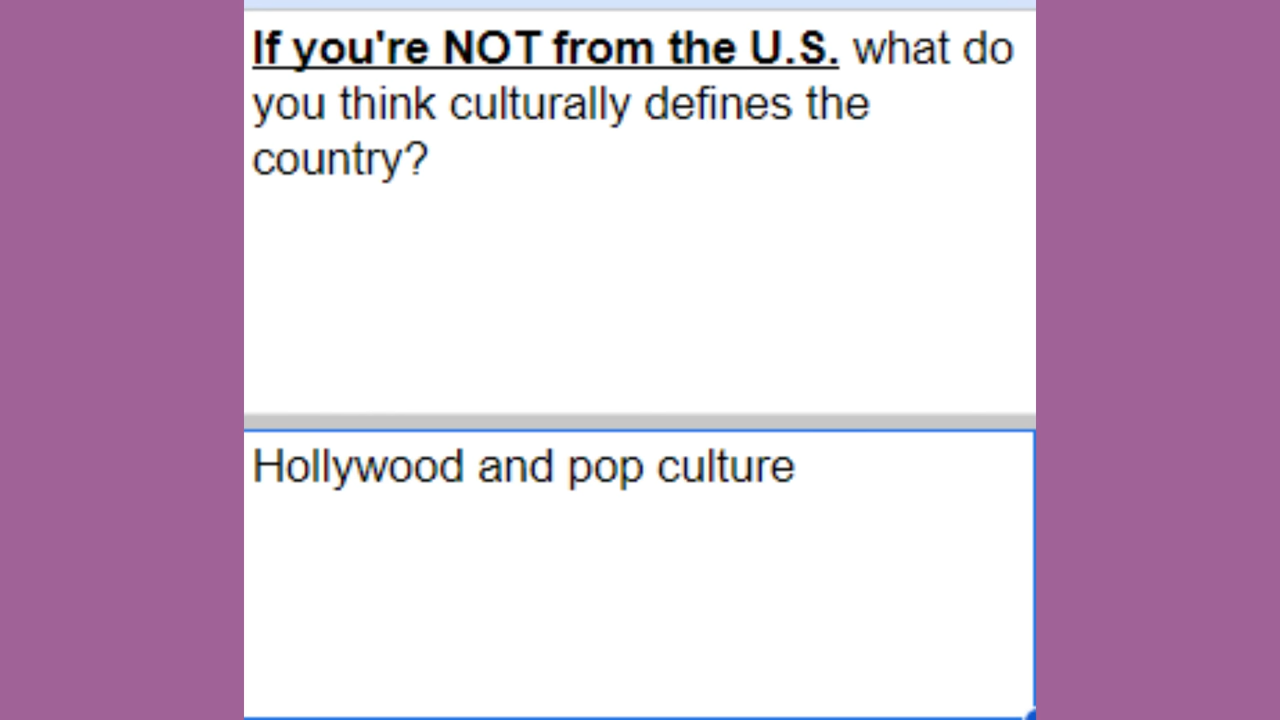 If you're NOT from the U.S. what do
you think culturally defines the
country?
Hollywood and pop culture